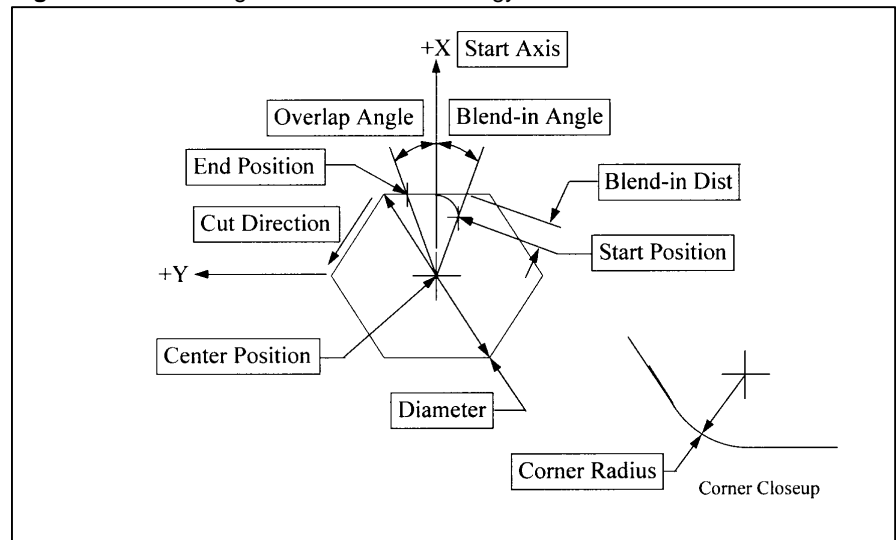 +X Start Axis
Overlap Angle
Blend-in Angle
End Position
Blend-in Dist
Cut Direction
Start Position
+Y
Center Position
Diameter
Corner Radius
Corner Closeup